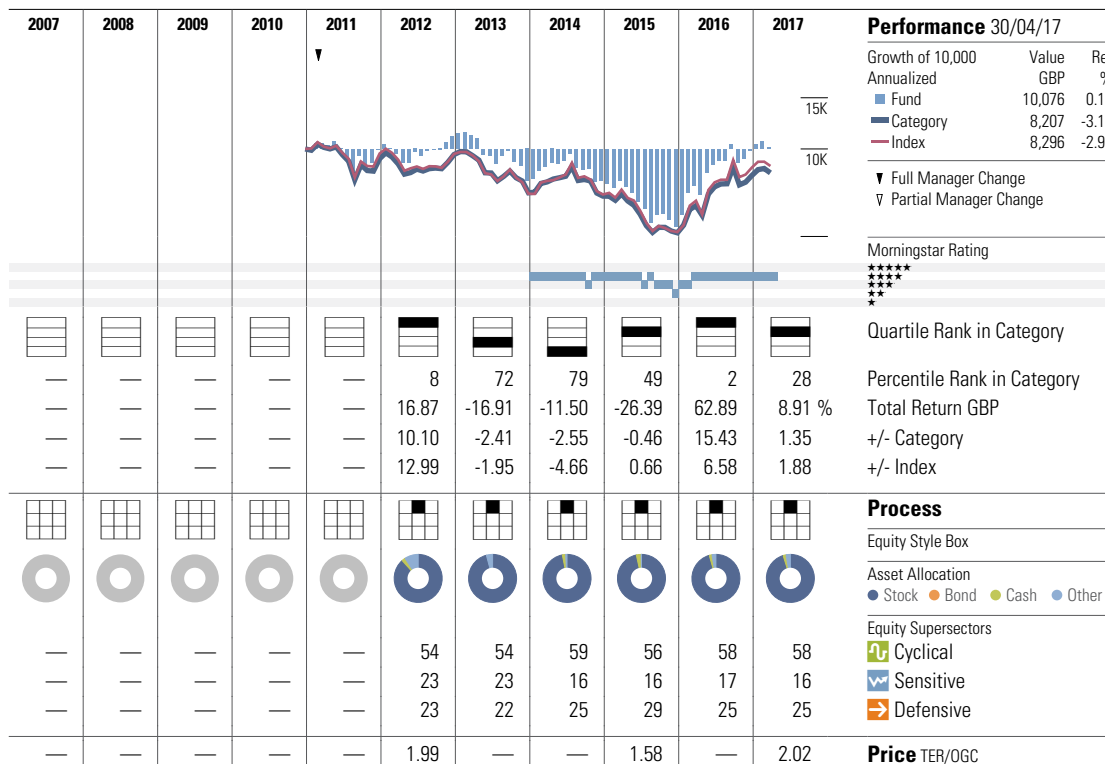 2007 2008 2009 2010 2011 2012 2013 2014 2015 2016 2017
Performance 30/04/17
Growth of 10,000 Value Re
Annualized GBP %
Fund 10,076 0.1
Category 8,207 -3.1
Index 8,296 -2.9
Full Manager Change
Partial Manager Change
15K
10K
Morningstar Rating
★★★★★
★★★★
★★★
★★
★
Quartile Rank in Category
— — — — — 8 72 79 49 2 28 Percentile Rank in Category
— — — — — 16.87 -16.91 -11.50 -26.39 62.89 8.91 % Total Return GBP
— — — — — 10.10 -2.41 -2.55 -0.46 15.43 1.35 +/- Category
— — — — — 12.99 -1.95 -4.66 0.66 6.58 1.88 +/- Index
Process
Equity Style Box
Asset Allocation
Stock Bond Cash Other
Equity Supersectors
— — — — — 54 54 59 56 58 58 Cyclical
— — — — — 23 23 16 16 17 16 Sensitive
— — — — — 23 22 25 29 25 25 Defensive
— — — — — 1.99 — — 1.58 — 2.02 Price TER/OGC